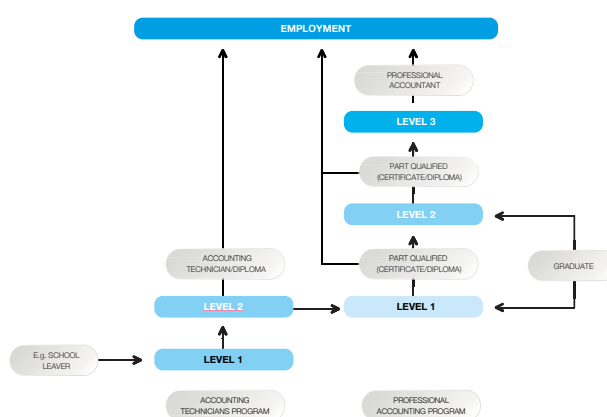 EMPLOYMENT
PROFESSIONAL
ACCOUNTANT
LEVEL 3
PART QUALIFIED
(CERTIFICATE/DIPLOMA)
LEVEL 2
ACCOUNTING
TECHNICIAN/DIPLOMA
PART QUALIFIED
(CERTIFICATE/DIPLOMA)
GRADUATE
LEVEL 2
LEVEL 1
E.g. SCHOOL
LEAVER
LEVEL 1
ACCOUNTING
TECHNICIANS PROGRAM
PROFESSIONAL
ACCOUNTING PROGRAM